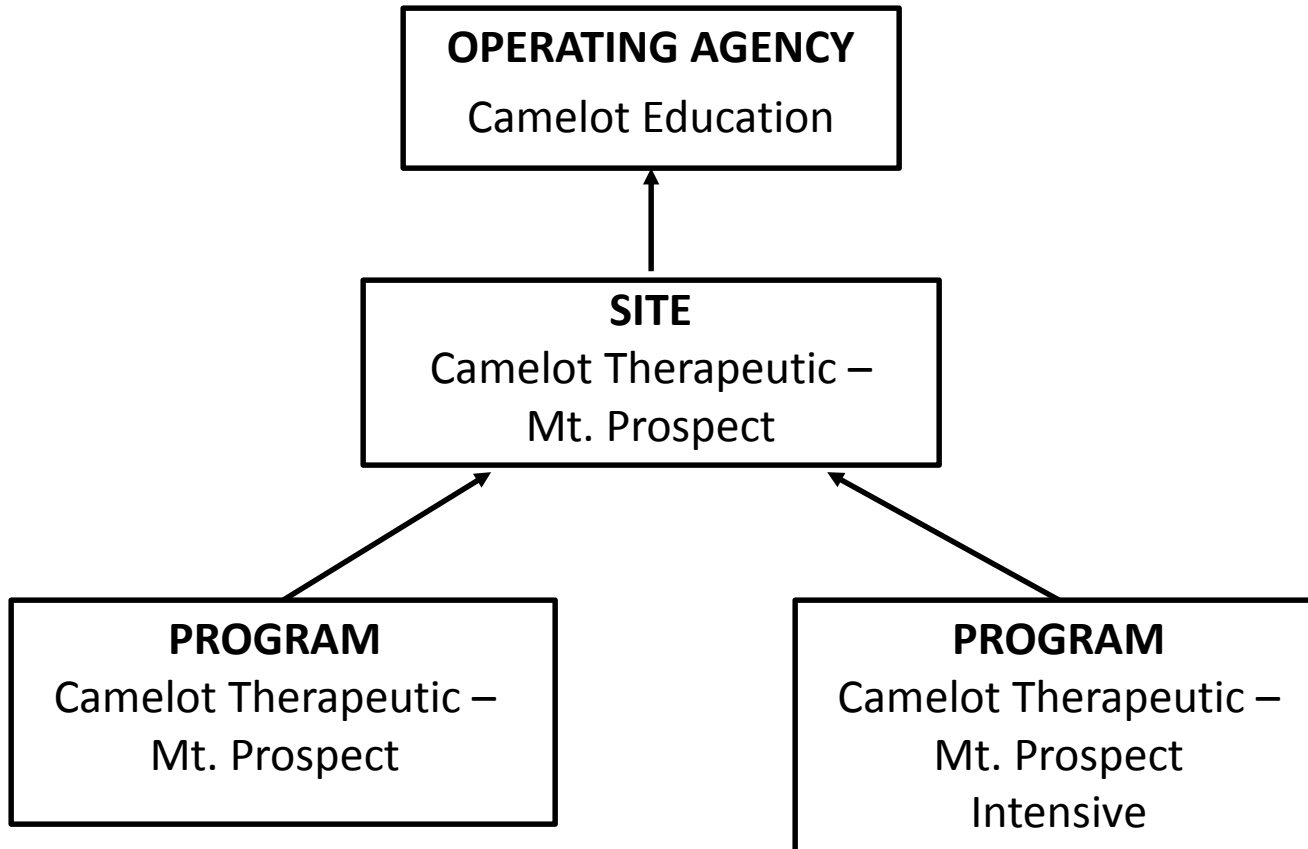 OPERATING AGENCY
Camelot Education
SITE
Camelot Therapeutic –
Mt. Prospect
PROGRAM
Camelot Therapeutic –
Mt. Prospect
PROGRAM
Camelot Therapeutic –
Mt. Prospect
Intensive